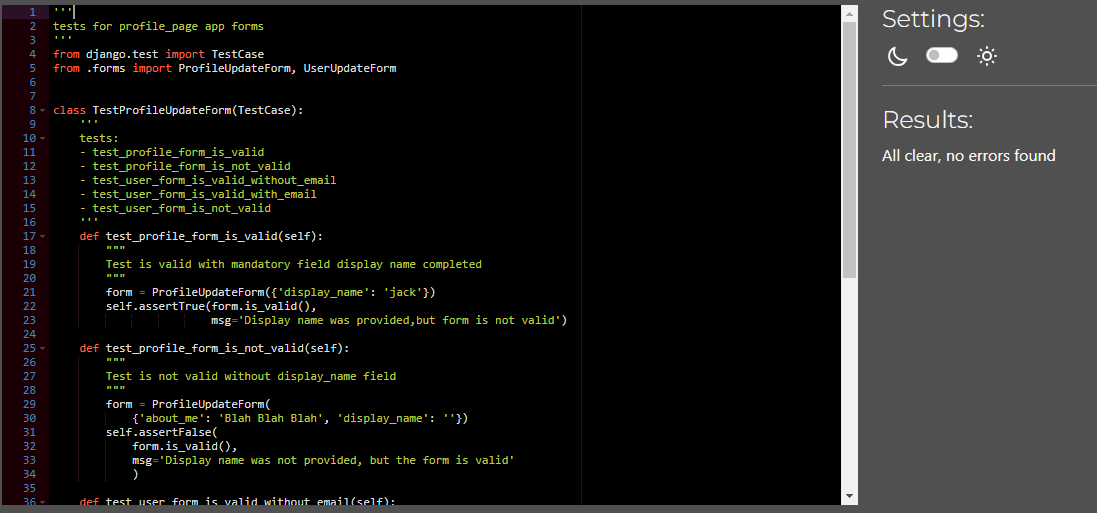 1 '''
2 tests for profile_page app forms
3 '''
4 from django.test import TestCase
5 from .forms import ProfileUpdateForm, UserUpdateForm
6
7
8 class TestProfileUpdateForm(TestCase):
9     '''
10     tests:
11     - test_profile_form_is_valid
12     - test_profile_form_is_not_valid
13     - test_user_form_is_valid_without_email
14     - test_user_form_is_valid_with_email
15     - test_user_form_is_not_valid
16     '''
17     def test_profile_form_is_valid(self):
18         """
19         Test is valid with mandatory field display name completed
20         """
21         form = ProfileUpdateForm({'display_name': 'jack'})
22         self.assertTrue(form.is_valid(),
23                         msg='Display name was provided,but form is not valid')
24
25     def test_profile_form_is_not_valid(self):
26         """
27         Test is not valid without display_name field
28         """
29         form = ProfileUpdateForm(
30             {'about_me': 'Blah Blah Blah', 'display_name': ''})
31         self.assertFalse(
32             form.is_valid(),
33             msg='Display name was not provided, but the form is valid'
34             )
35
36     def test_user_form_is_valid_without_email(self):
Settings:
Results:
All clear, no errors found